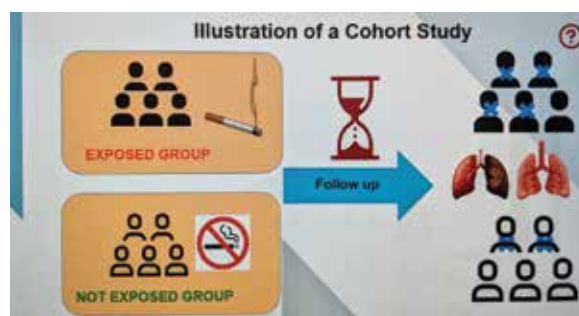 Illustration of a Cohort Study
?
EXPOSED GROUP
Follow up
NOT EXPOSED GROUP